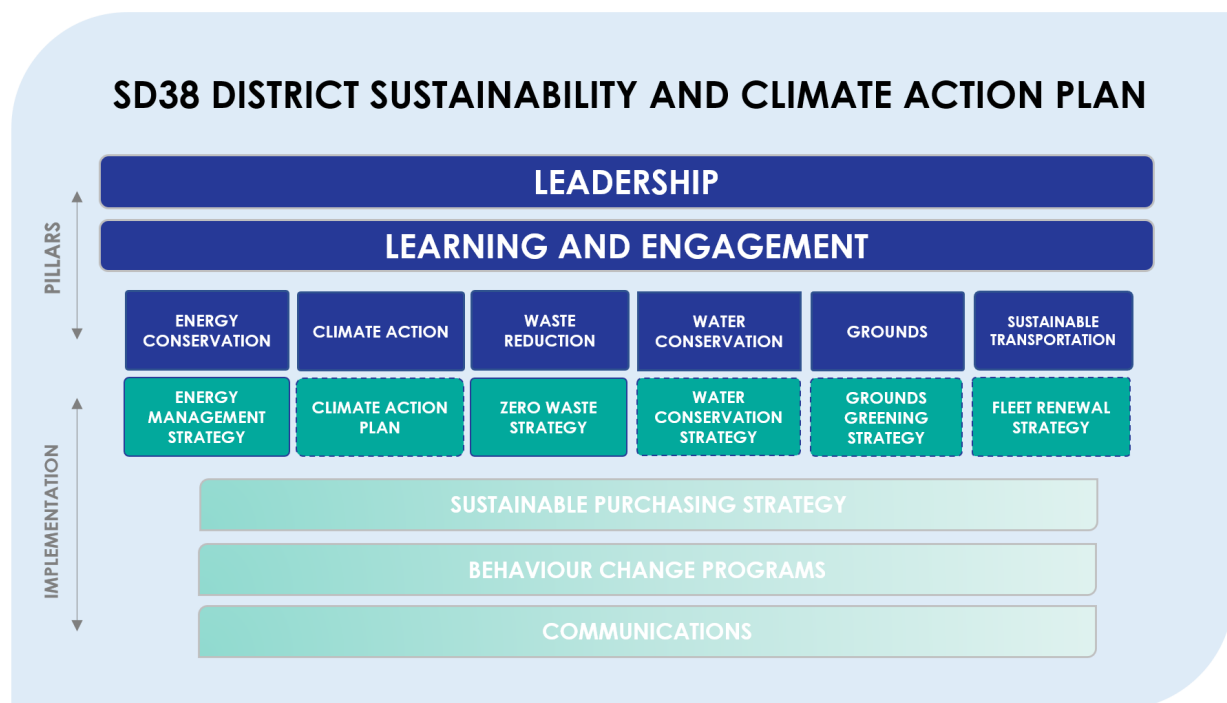 SD38 DISTRICT SUSTAINABILITY AND CLIMATE ACTION PLAN
PILLARS
LEADERSHIP
LEARNING AND ENGAGEMENT
ENERGY
CONSERVATION
CLIMATE ACTION
WASTE
REDUCTION
WATER
CONSERVATION
GROUNDS
SUSTAINABLE
TRANSPORTATION
IMPLEMENTATION
ENERGY
MANAGEMENT
STRATEGY
CLIMATE ACTION
PLAN
ZERO WASTE
STRATEGY
WATER
CONSERVATION
STRATEGY
GROUNDS
GREENING
STRATEGY
FLEET RENEWAL
STRATEGY
SUSTAINABLE PURCHASING STRATEGY
BEHAVIOUR CHANGE PROGRAMS
COMMUNICATIONS